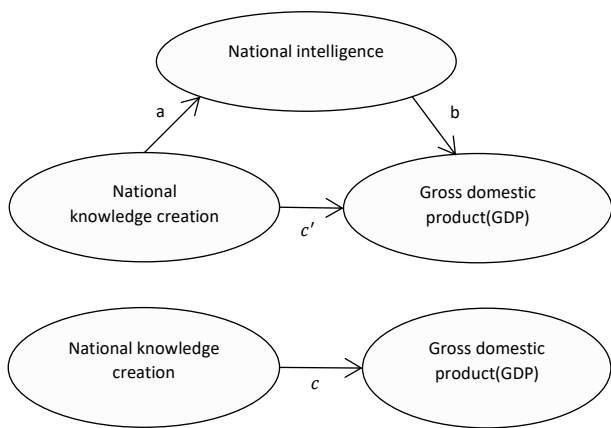 National intelligence
a
b
National
knowledge creation
Gross domestic
product(GDP)
c′
National knowledge
creation
Gross domestic
product(GDP)
c